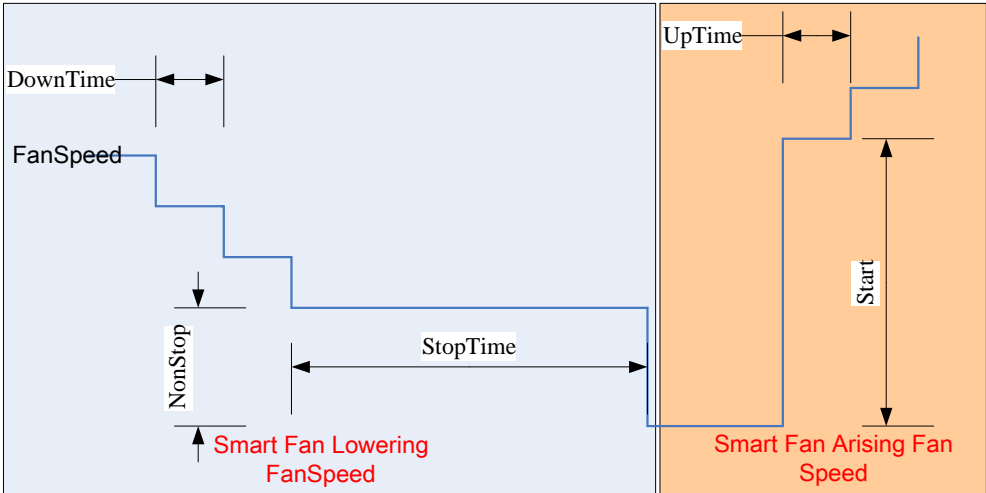 DownTime
UpTime
FanSpeed
Start
NonStop
StopTime
Smart Fan Lowering
FanSpeed
Smart Fan Arising Fan
Speed